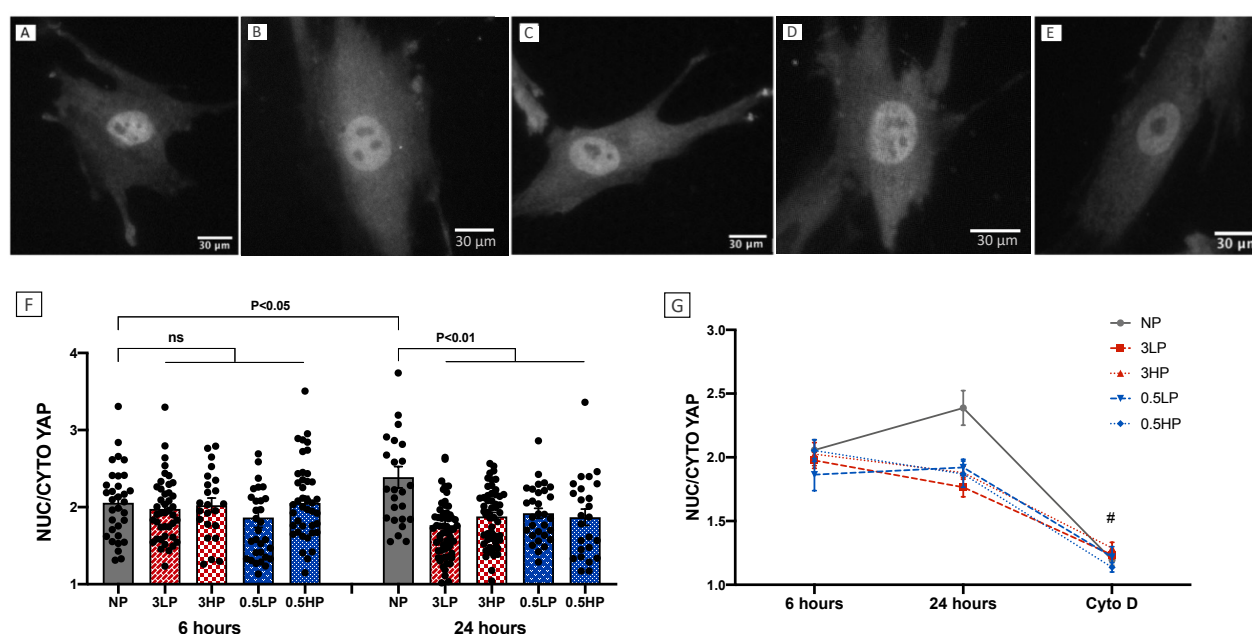 A
B
C
D
E
30 μm
30 μm
30 μm
30 μm
30 μm
F
P<0.05
ns
P<0.01
NUC/CYTO YAP
4
3
2
1
NP 3LP 3HP 0.5LP 0.5HP NP 3LP 3HP 0.5LP 0.5HP
6 hours 24 hours
G
NUC/CYTO YAP
3.0
2.5
2.0
1.5
1.0
NP
3LP
3HP
0.5LP
0.5HP
#
6 hours 24 hours Cyto D